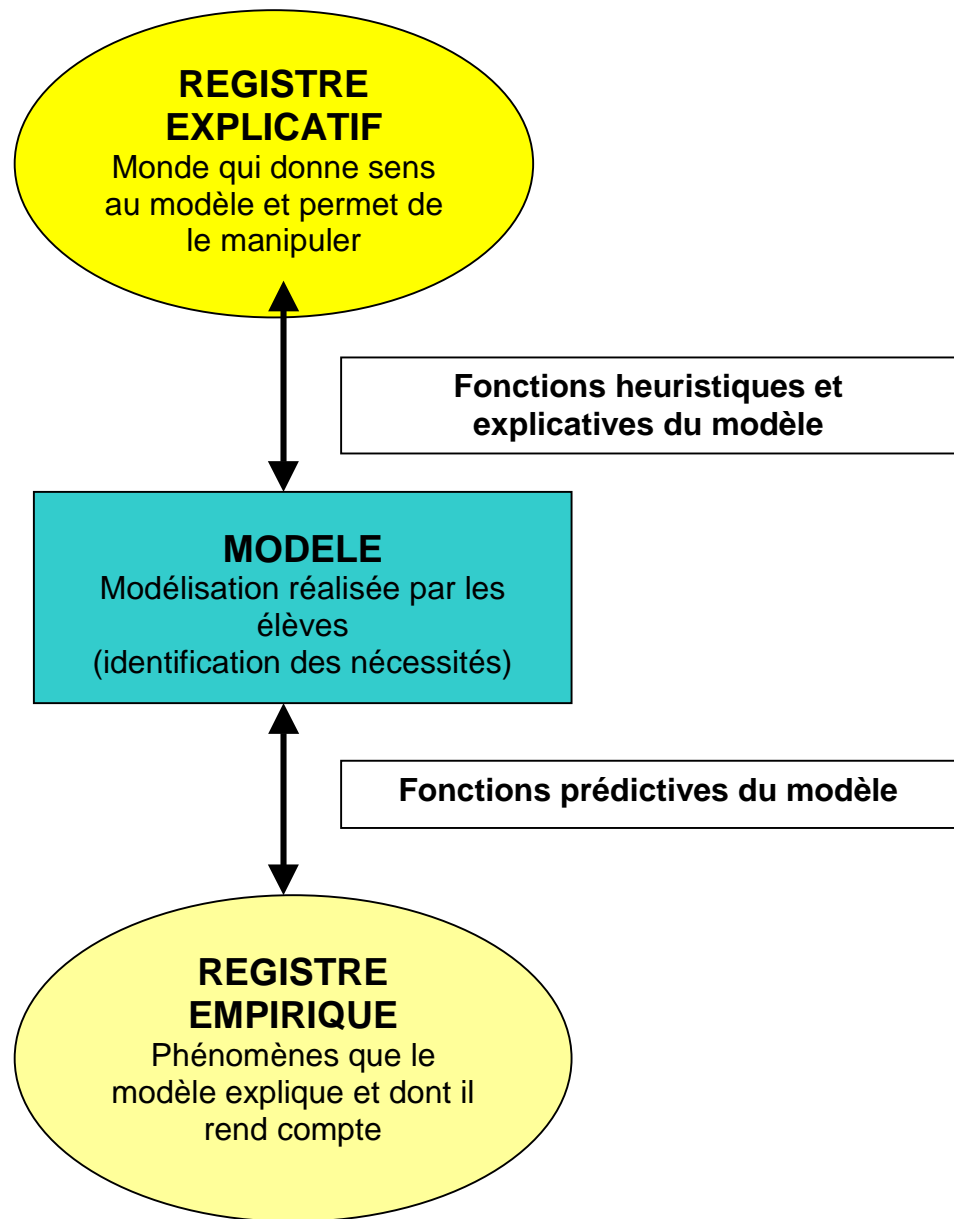 REGISTRE
EXPLICATIF
Monde qui donne sens
au modèle et permet de
le manipuler
Fonctions heuristiques et
explicatives du modèle
MODELE
Modélisation réalisée par les
élèves
(identification des nécessités)
Fonctions prédictives du modèle
REGISTRE
EMPIRIQUE
Phénomènes que le
modèle explique et dont il
rend compte